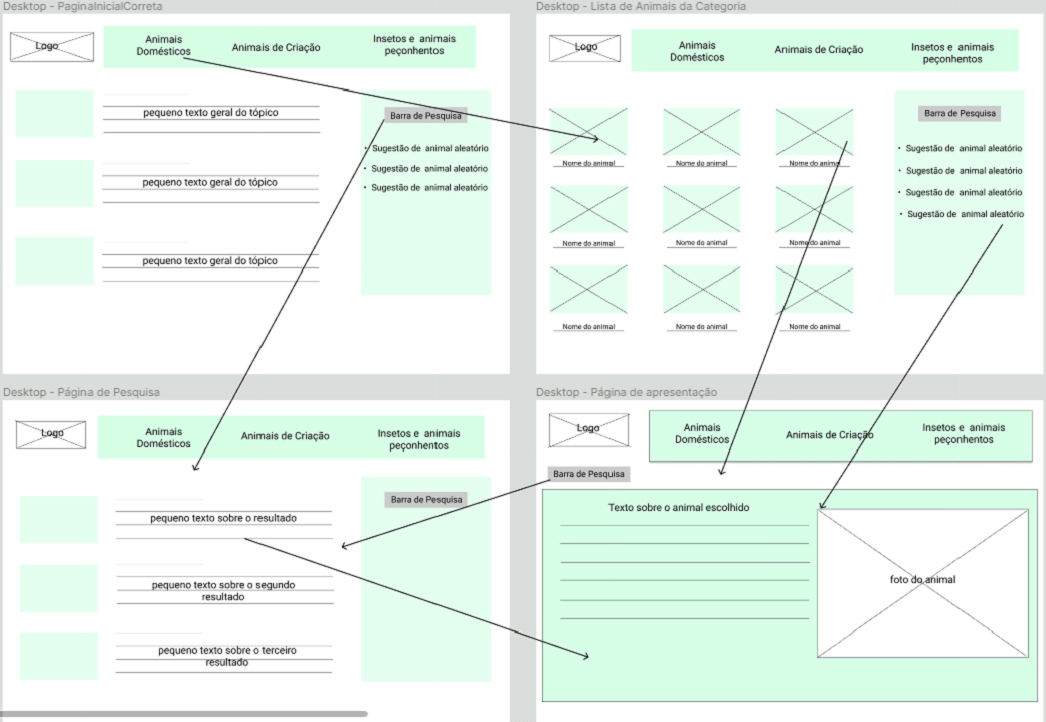 Desktop - PaginaInicialCorreta
Logo
Animais
Domésticos
Animais de Criação
Insetos e animais
peçonhentos
pequeno texto geral do tópico
pequeno texto geral do tópico
pequeno texto geral do tópico
Barra de Pesquisa
• Sugestão de animal aleatório
• Sugestão de animal aleatório
• Sugestão de animal aleatório
Desktop - Lista de Animais da Categoria
Logo
Animais
Domésticos
Animais de Criação
Insetos e animais
peçonhentos
Nome do animal
Nome do animal
Nome do animal
Nome do animal
Nome do animal
Nome do animal
Nome do animal
Nome do animal
Nome do animal
Barra de Pesquisa
• Sugestão de animal aleatório
• Sugestão de animal aleatório
• Sugestão de animal aleatório
• Sugestão de animal aleatório
Desktop - Página de Pesquisa
Logo
Animais
Domésticos
Animais de Criação
Insetos e animais
peçonhentos
pequeno texto sobre o resultado
pequeno texto sobre o segundo
resultado
pequeno texto sobre o terceiro
resultado
Barra de Pesquisa
Desktop - Página de apresentação
Logo
Animais
Domésticos
Animais de Criação
Insetos e animais
peçonhentos
Barra de Pesquisa
Texto sobre o animal escolhido
foto do animal